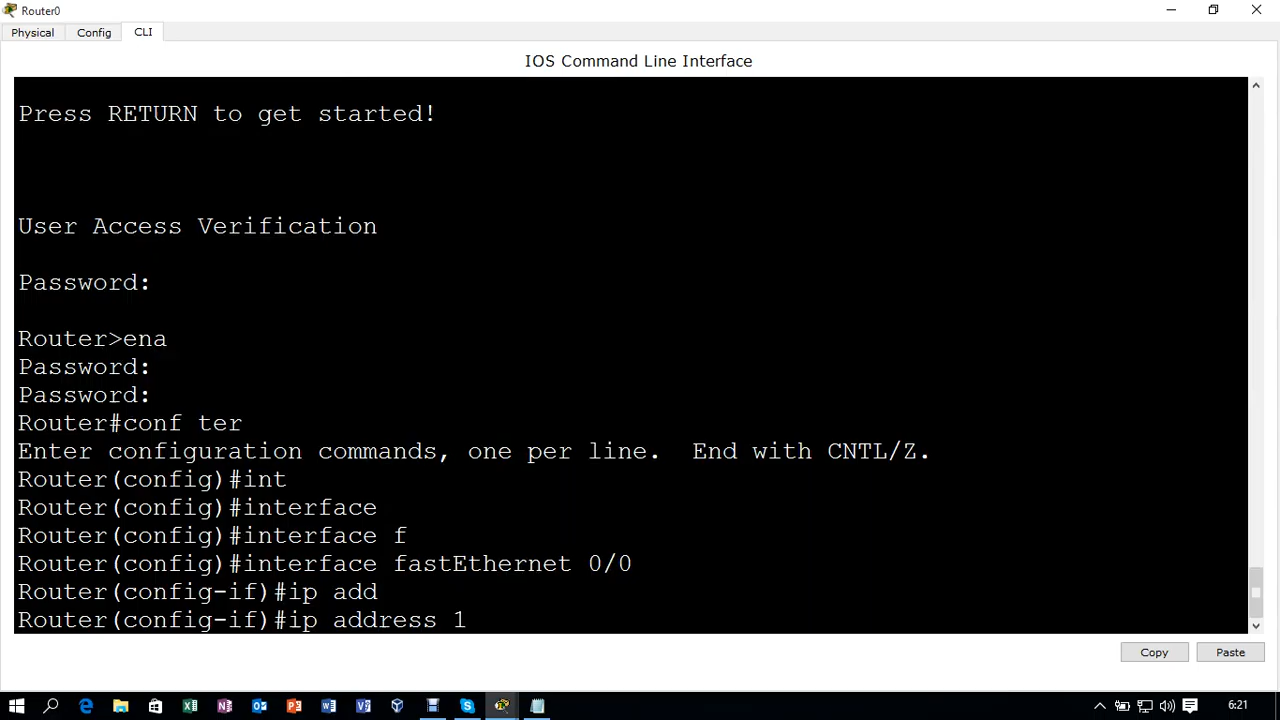 Router0
Physical Config CLI
IOS Command Line Interface
Press RETURN to get started!
User Access Verification
Password:
Router>ena
Password:
Password:
Router#conf ter
Enter configuration commands, one per line.  End with CNTL/Z.
Router(config)#int
Router(config)#interface
Router(config)#interface f
Router(config)#interface fastEthernet 0/0
Router(config-if)#ip add
Router(config-if)#ip address 1
Copy Paste
6:21